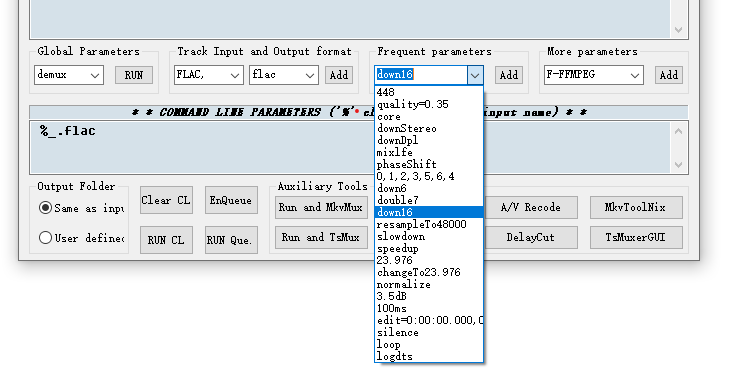 Global Parameters
Track Input and Output format
Frequent parameters
More parameters
demux
RUN
FLAC,
flac
Add
down16
Add
F-FFMPEG
Add
* * COMMAND LINE PARAMETERS ('%'
input name) * *
%_.flac
448
quality=0.35
core
downStereo
downDpl
mixlfe
phaseShift
0,1,2,3,5,6,4
down6
double7
down16
resampleTo48000
slowdown
speedup
23.976
changeTo23.976
normalize
3.5dB
100ms
edit=0:00:00.000,0
silence
loop
logdts
Output Folder
Same as inpu
User defined
Clear CL
EnQueue
RUN CL
RUN Que.
Auxiliary Tools
Run and MkvMux
Run and TsMux
A/V Recode
MkvToolNix
DelayCut
TsMuxerGUI